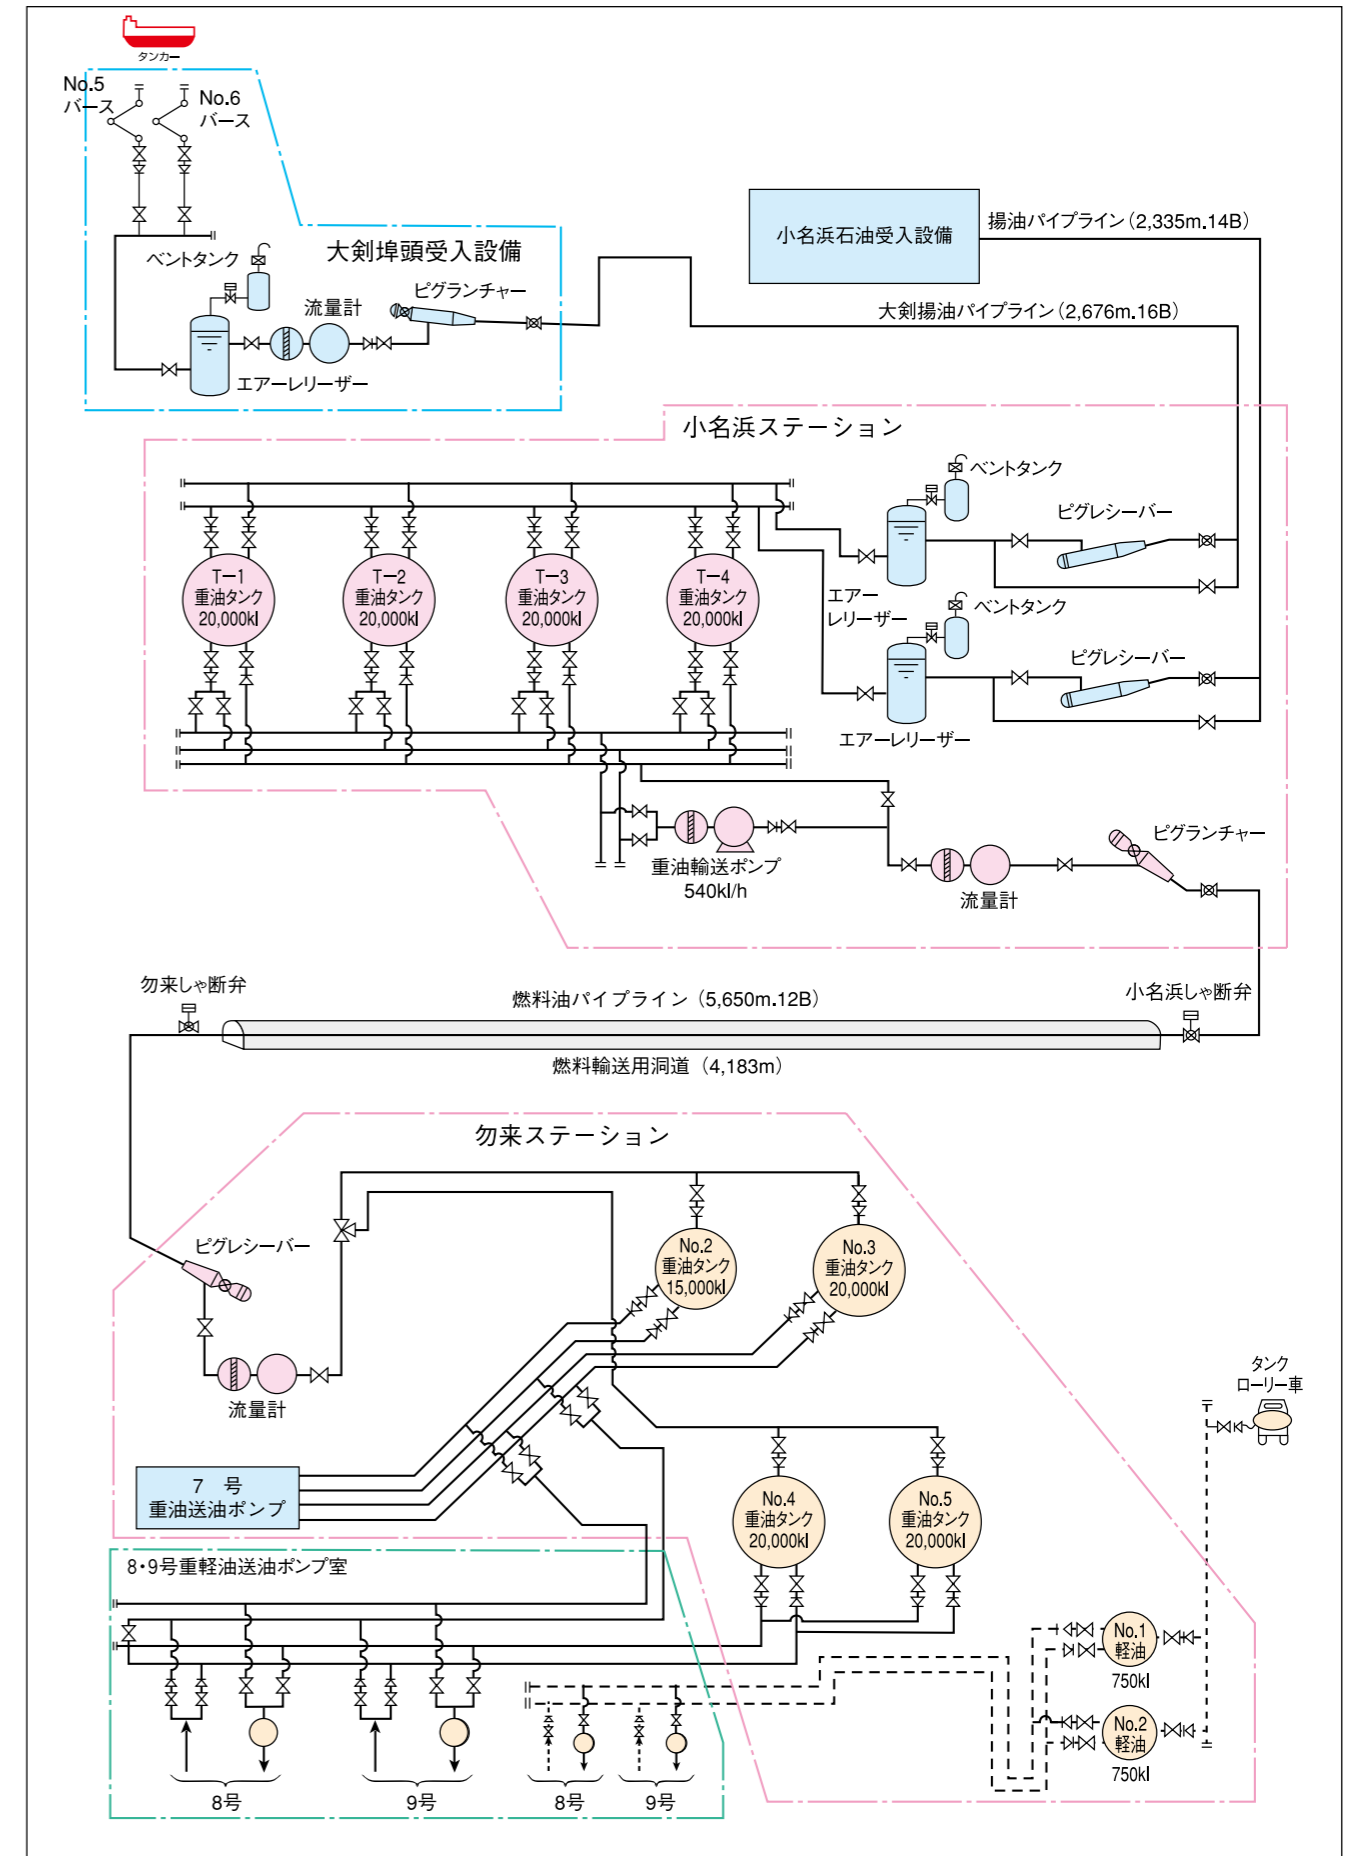 タンカー
No.5
バース
No.6
バース
大剣埠頭受入設備
ベントタンク
流量計
ピグランチャー
エアーレリーザー
小名浜石油受入設備
揚油パイプライン(2,335m.14B)
大剣揚油パイプライン(2,676m.16B)
小名浜ステーション
ベントタンク
ピグレシーバー
T−1
重油タンク
20,000kl
T−2
重油タンク
20,000kl
T−3
重油タンク
20,000kl
T−4
重油タンク
20,000kl
エアー
レリーザー
ベントタンク
ピグレシーバー
エアーレリーザー
重油輸送ポンプ
540kl/h
流量計
ピグランチャー
勿来しゃ断弁
燃料油パイプライン(5,650m.12B)
小名浜しゃ断弁
燃料輸送用洞道(4,183m)
勿来ステーション
ピグレシーバー
流量計
No.2
重油タンク
15,000kl
No.3
重油タンク
20,000kl
タンク
ローリー車
7 号
重油送油ポンプ
No.4
重油タンク
20,000kl
No.5
重油タンク
20,000kl
8・9号重軽油送油ポンプ室
No.1
軽油
750kl
No.2
軽油
750kl
8号
9号
8号
9号